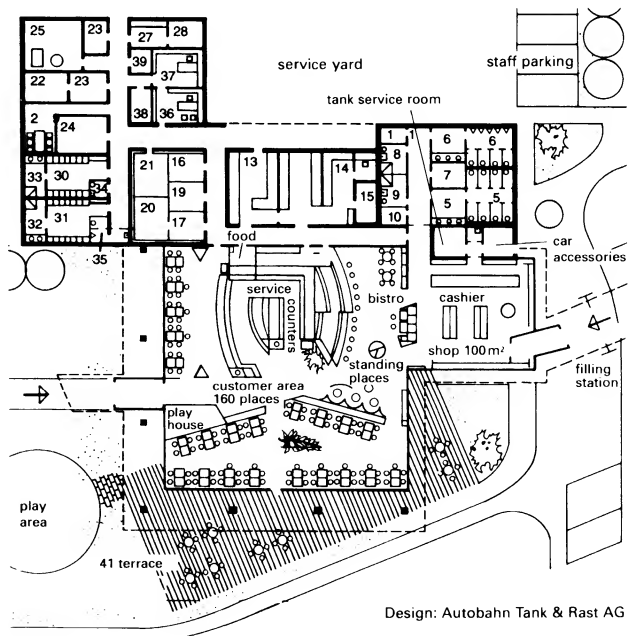 25
23
27
28
service yard
staff parking
39
37
22
23
tank service room
38
36
2
24
21
16
13
14
1
1
6
6
8
33
30
34
19
15
9
7
5
5
32
31
20
17
10
35
food
car
accessories
service
counters
bistro
cashier
shop 100 m²
standing
places
filling
station
customer area
160 places
play
house
play
area
41 terrace
Design: Autobahn Tank & Rast AG